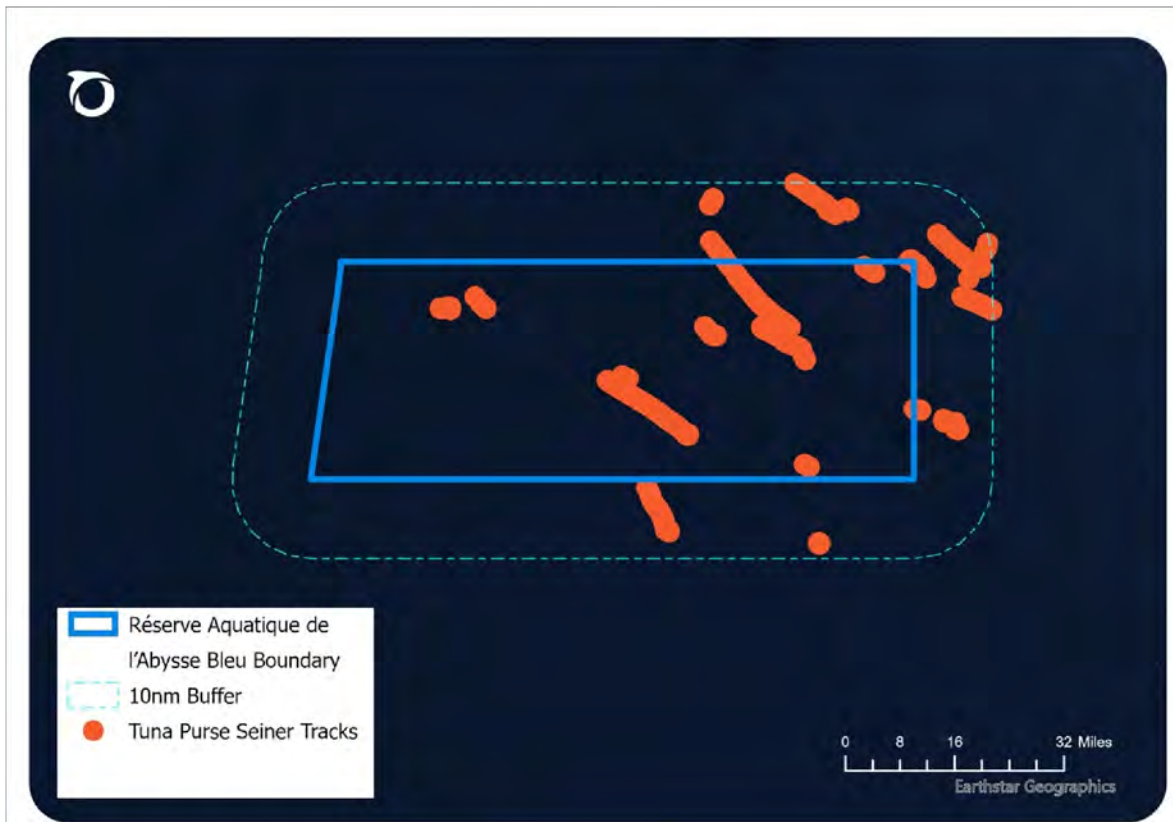 Réserve Aquatique de
l'Abysse Bleu Boundary
10nm Buffer
Tuna Purse Seiner Tracks
0 8 16 32 Miles
Earthstar Geographics